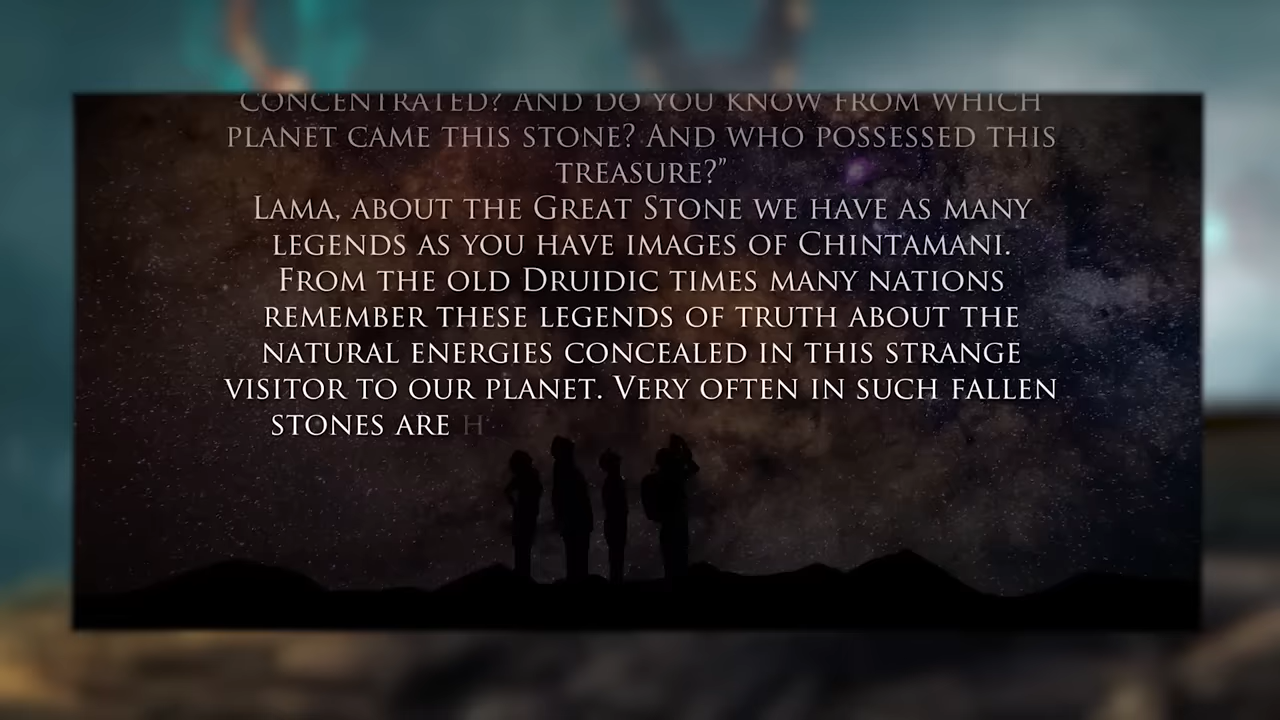 CONCENTRATED? AND DO YOU KNOW FROM WHICH
PLANET CAME THIS STONE? AND WHO POSSESSED THIS
TREASURE?”
LAMA, ABOUT THE GREAT STONE WE HAVE AS MANY
LEGENDS AS YOU HAVE IMAGES OF CHINTAMANI.
FROM THE OLD DRUIDIC TIMES MANY NATIONS
REMEMBER THESE LEGENDS OF TRUTH ABOUT THE
NATURAL ENERGIES CONCEALED IN THIS STRANGE
VISITOR TO OUR PLANET. VERY OFTEN IN SUCH FALLEN
STONES ARE H